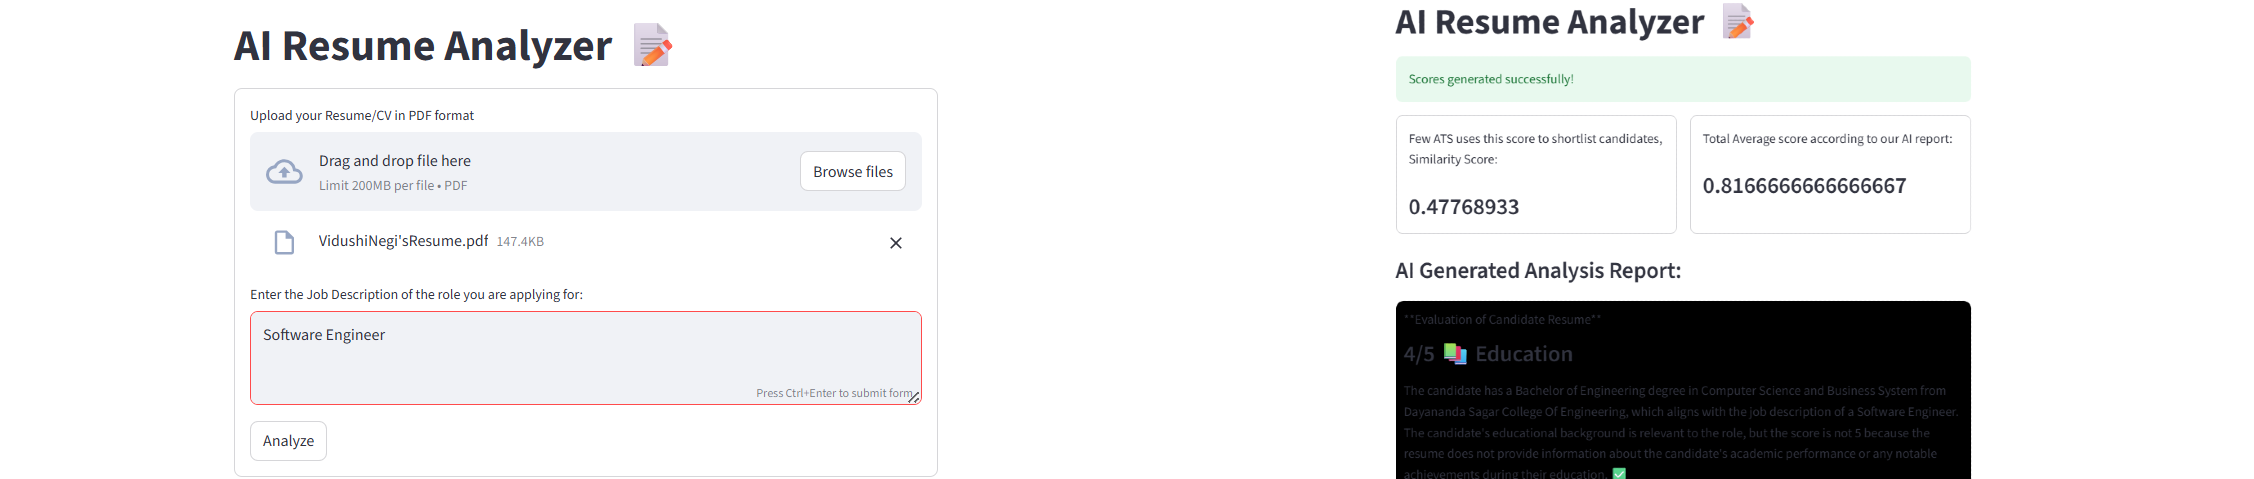 AI Resume Analyzer
Upload your Resume/CV in PDF format
Drag and drop file here
Limit 200MB per file • PDF
Browse files
VidushiNegi'sResume.pdf 147.4KB
Enter the Job Description of the role you are applying for:
Software Engineer
Press Ctrl+Enter to submit form
Analyze
AI Resume Analyzer
Scores generated successfully!
Few ATS uses this score to shortlist candidates,
Similarity Score:
0.47768933
Total Average score according to our AI report:
0.8166666666666667
AI Generated Analysis Report:
**Evaluation of Candidate Resume**
4/5 📚 Education
The candidate has a Bachelor of Engineering degree in Computer Science and Business System from
Dayananda Sagar College Of Engineering, which aligns with the job description of a Software Engineer.
The candidate's educational background is relevant to the role, but the score is not 5 because the
resume does not provide information about the candidate's academic performance or any notable
achievements during their education. ✅